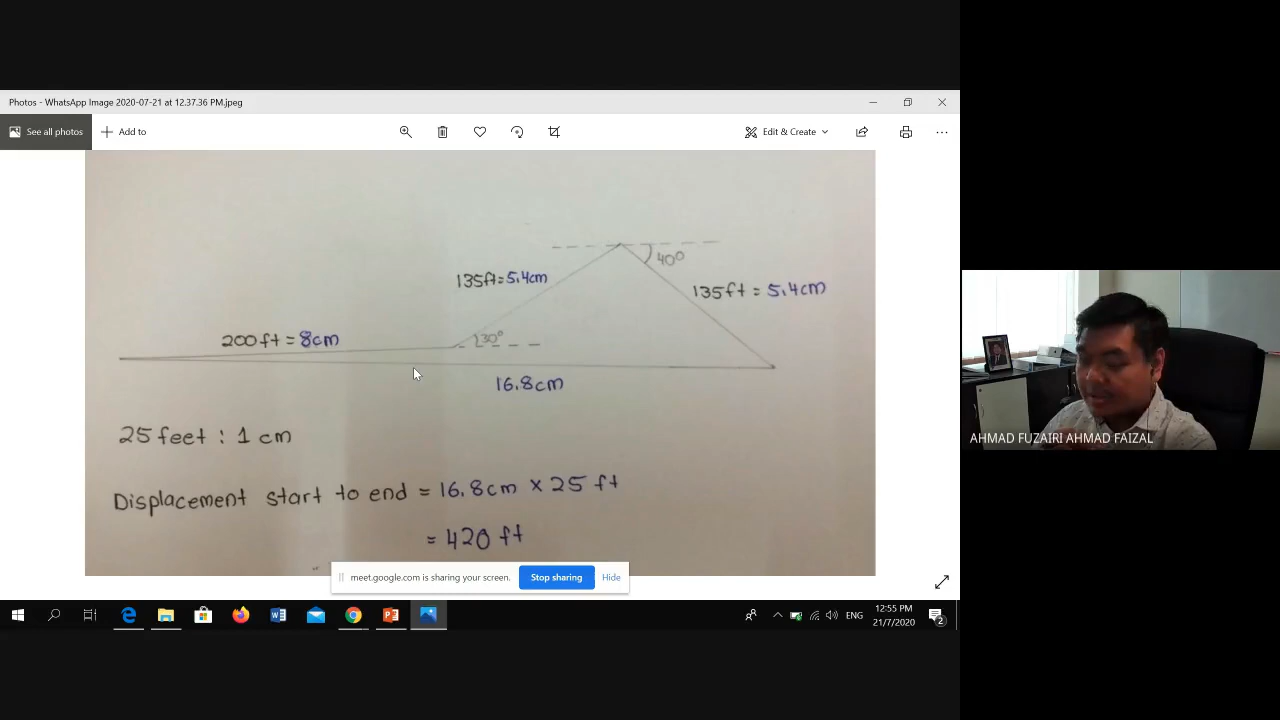 Photos - WhatsApp Image 2020-07-21 at 12.37.36 PM.jpeg
See all photos
Add to
Edit & Create
40°
135ft = 5.4cm
135ft = 5.4cm
200 ft = 8cm
30°
16.8cm
25 feet : 1 cm
Displacement start to end = 16.8cm × 25 ft
= 420 ft
AHMAD FUZAIRI AHMAD FAIZAL
meet.google.com is sharing your screen.
Stop sharing
Hide
ENG
12:55 PM
21/7/2020
2